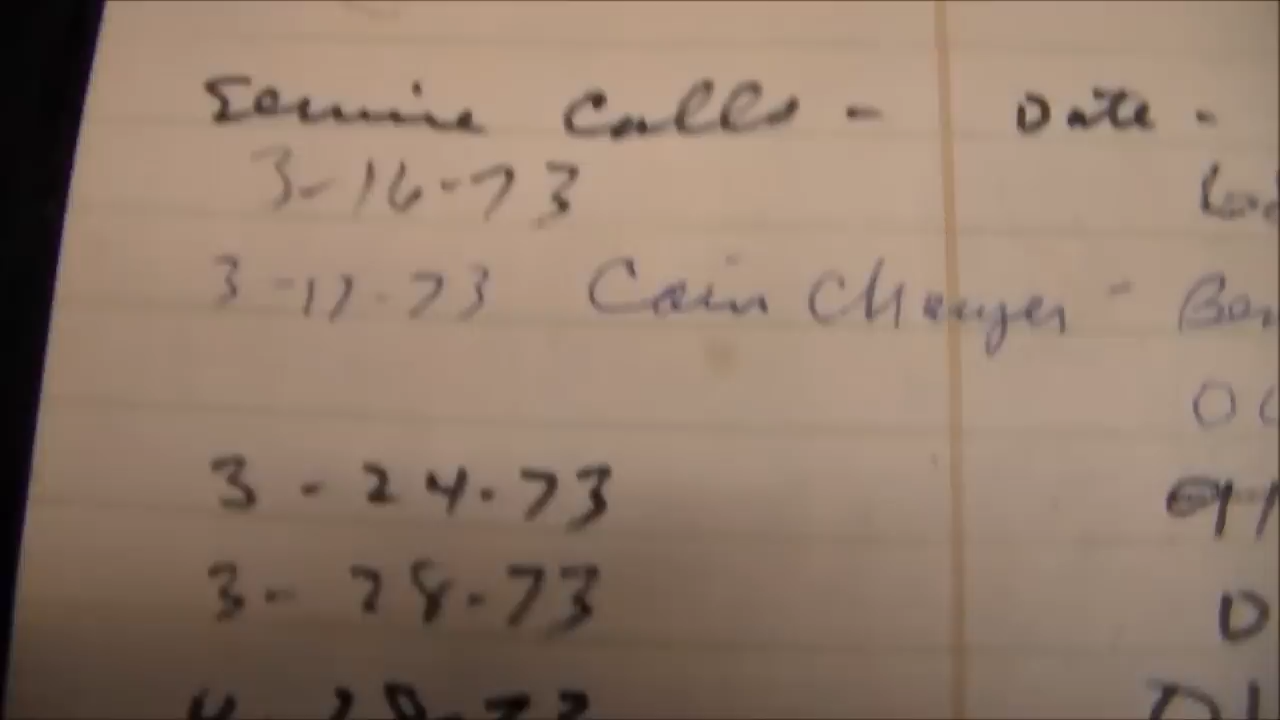 Service Calls - Date -
3-16-73
3-17-73 Coin Changer -
3-24-73
3-28-73